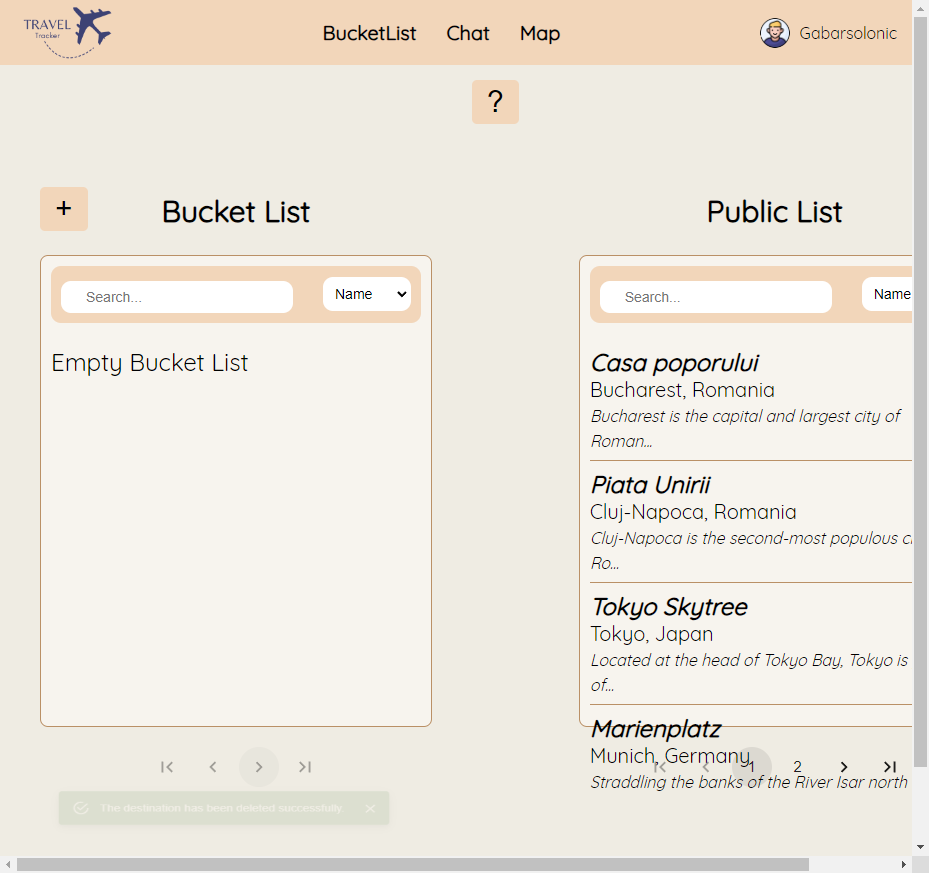 TRAVEL
Tracker
BucketList
Chat
Map
Gabarsolonic
?
+
Bucket List
Public List
Search...
Name
Search...
Name
Empty Bucket List
Casa poporului
Bucharest, Romania
Bucharest is the capital and largest city of
Roman...
Piata Unirii
Cluj-Napoca, Romania
Cluj-Napoca is the second-most populous
Ro...
Tokyo Skytree
Tokyo, Japan
Located at the head of Tokyo Bay, Tokyo is
of...
Marienplatz
Munich, Germany
Straddling the banks of the River Isar north
1
2
The destination has been deleted successfully.